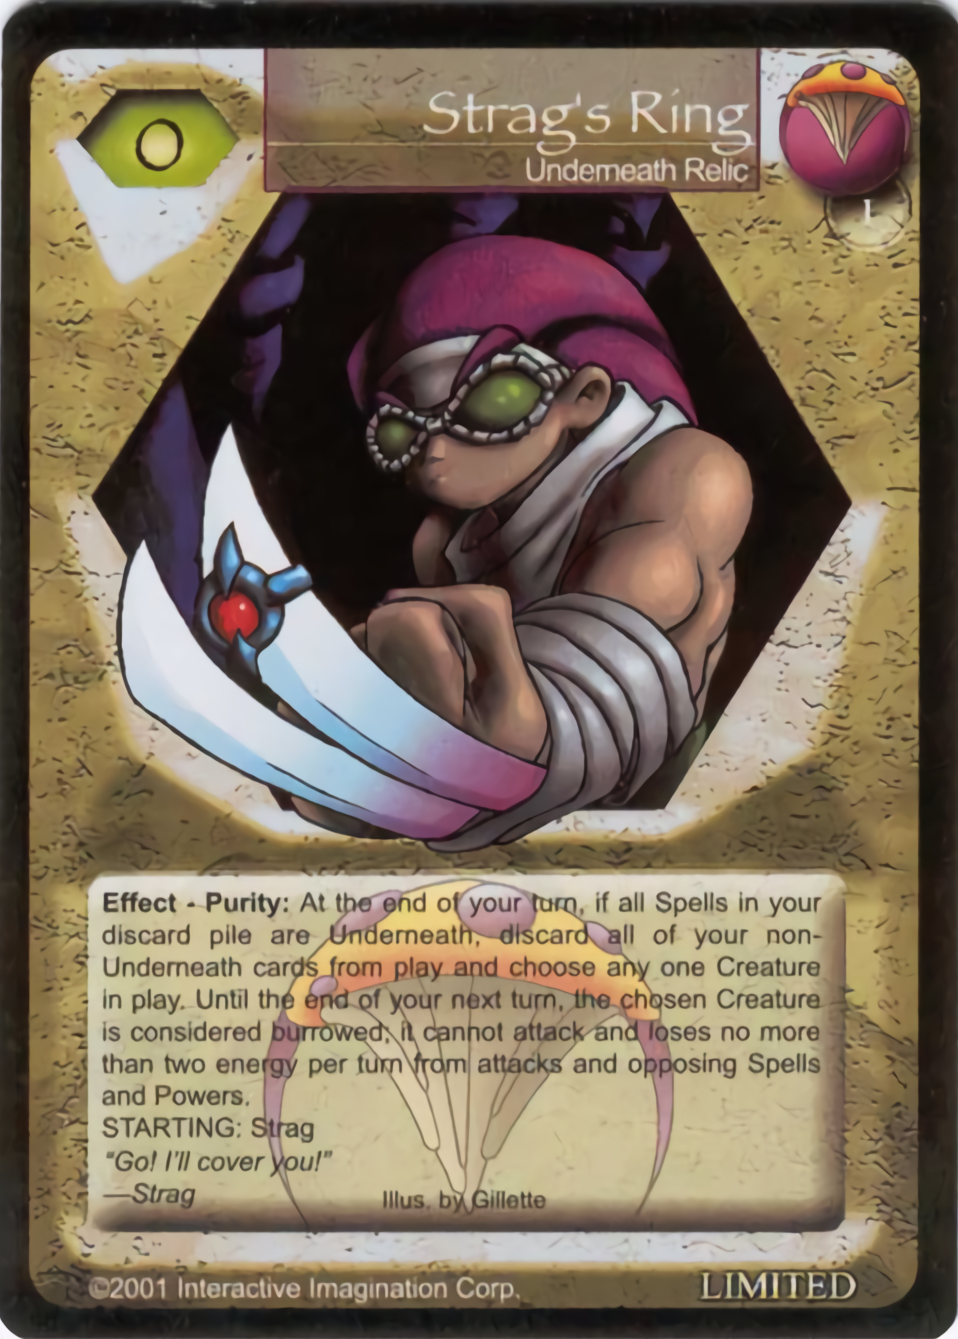 0
Strag's Ring
Underneath Relic
L
Effect - Purity: At the end of your turn, if all Spells in your
discard pile are Underneath, discard all of your non-
Underneath cards from play and choose any one Creature
in play. Until the end of your next turn, the chosen Creature
is considered burrowed; it cannot attack and loses no more
than two energy per turn from attacks and opposing Spells
and Powers.
STARTING: Strag
“Go! I’ll cover you!”
—Strag
Illus. by Gillette
©2001 Interactive Imagination Corp.
LIMITED